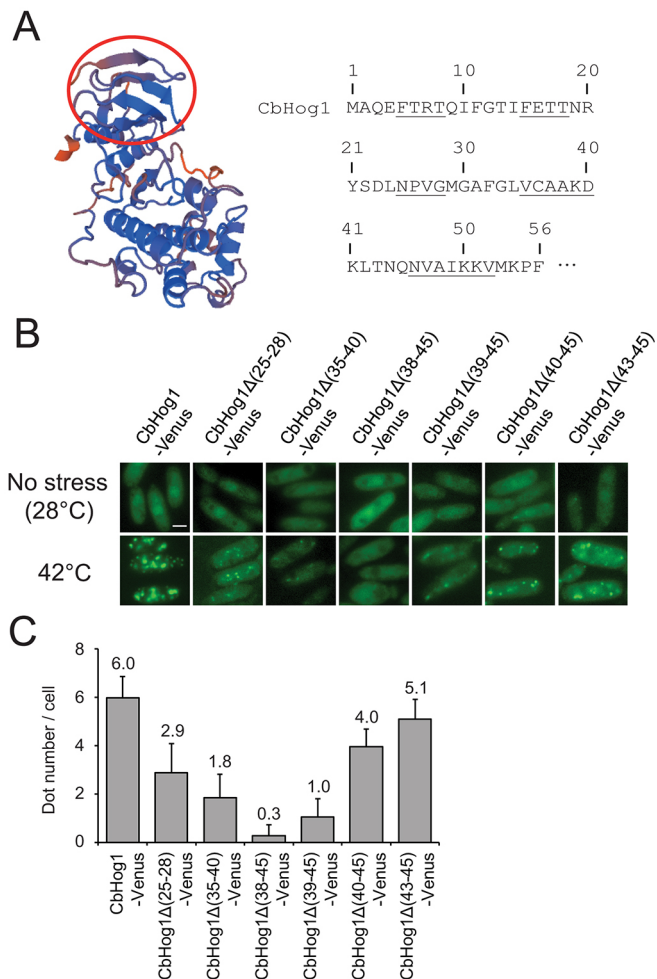 A
1 10 20
CbHog1 MAQEFTRTQIFGTIFETTNR
21 30 40
YSDLNPVGMGAFGLVCAAKD
41 50 56
KLTNQNVAIKKVMKPF ···
B
CbHog1
-Venus
CbHog1Δ(25-28)
-Venus
CbHog1Δ(35-40)
-Venus
CbHog1Δ(38-45)
-Venus
CbHog1Δ(39-45)
-Venus
CbHog1Δ(40-45)
-Venus
CbHog1Δ(43-45)
-Venus
No stress
(28°C)
42°C
C
Dot number / cell
8
6
4
2
0
6.0
2.9
1.8
0.3
1.0
4.0
5.1
CbHog1
-Venus
CbHog1Δ(25-28)
-Venus
CbHog1Δ(35-40)
-Venus
CbHog1Δ(38-45)
-Venus
CbHog1Δ(39-45)
-Venus
CbHog1Δ(40-45)
-Venus
CbHog1Δ(43-45)
-Venus